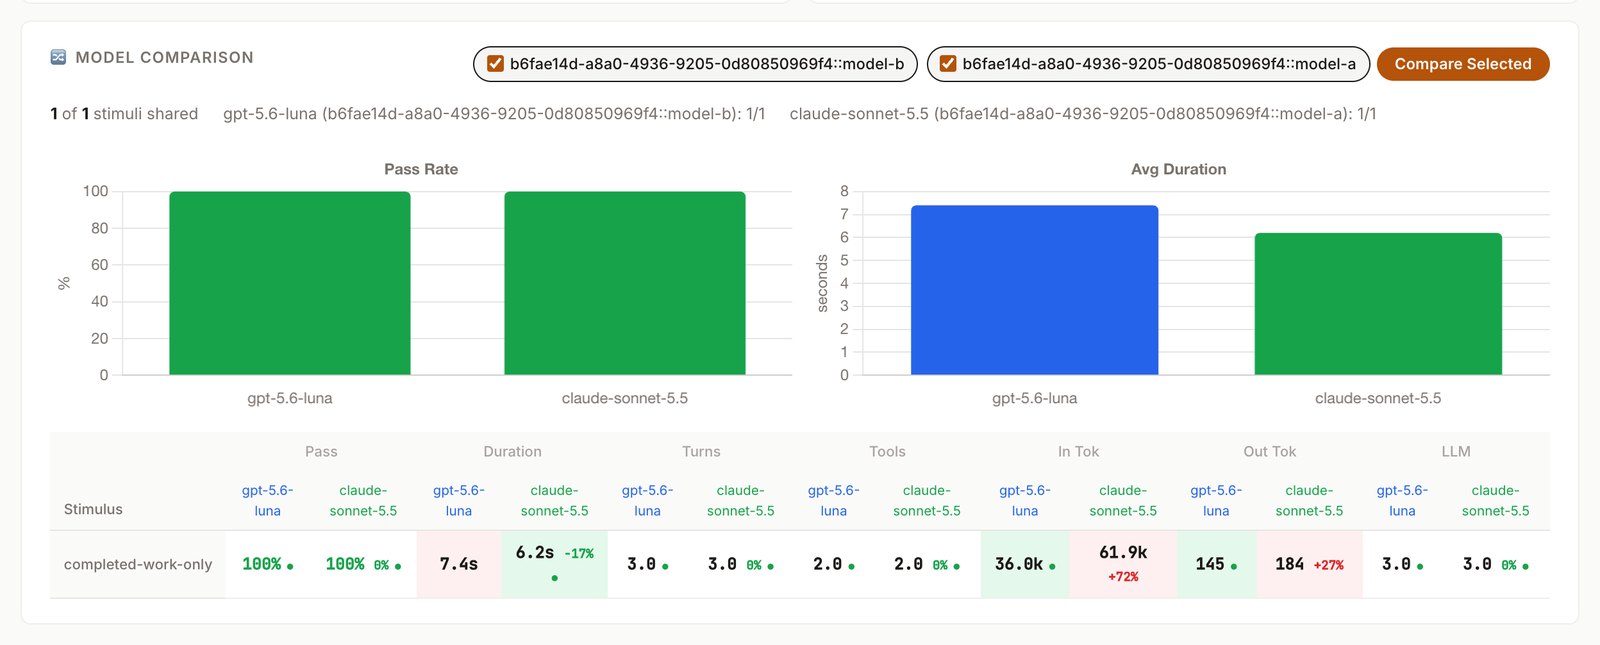 MODEL COMPARISON
b6fae14d-a8a0-4936-9205-0d80850969f4::model-b
b6fae14d-a8a0-4936-9205-0d80850969f4::model-a
Compare Selected
1 of 1 stimuli shared gpt-5.6-luna (b6fae14d-a8a0-4936-9205-0d80850969f4::model-b): 1/1 claude-sonnet-5.5 (b6fae14d-a8a0-4936-9205-0d80850969f4::model-a): 1/1
Pass Rate
100
80
60
40
20
0
%
gpt-5.6-luna claude-sonnet-5.5
Avg Duration
8
7
6
5
4
3
2
1
0
seconds
gpt-5.6-luna claude-sonnet-5.5
Pass Duration Turns Tools In Tok Out Tok LLM
Stimulus
gpt-5.6-luna
claude-sonnet-5.5
gpt-5.6-luna
claude-sonnet-5.5
gpt-5.6-luna
claude-sonnet-5.5
gpt-5.6-luna
claude-sonnet-5.5
gpt-5.6-luna
claude-sonnet-5.5
gpt-5.6-luna
claude-sonnet-5.5
gpt-5.6-luna
claude-sonnet-5.5
completed-work-only 100% 100% 0% 7.4s 6.2s -17% 3.0 3.0 0% 2.0 2.0 0% 36.0k 61.9k +72% 145 184 +27% 3.0 3.0 0%